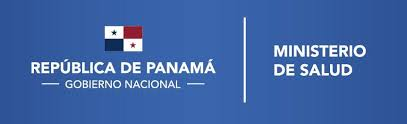 REPÚBLICA DE PANAMÁ
GOBIERNO NACIONAL
MINISTERIO
DE SALUD